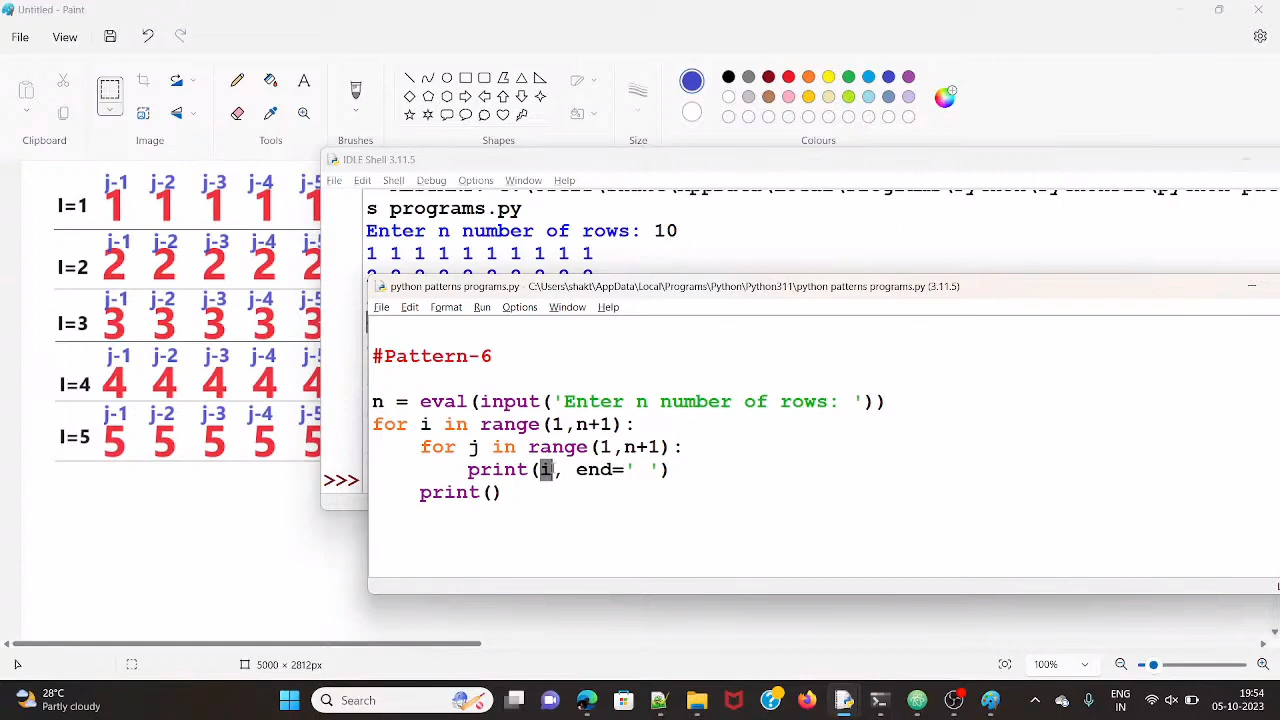 Untitled - Paint
File View
Clipboard Image Tools Brushes Shapes Size Colours
j-1 j-2 j-3 j-4 j-5
I=1 1 1 1 1 1
j-1 j-2 j-3 j-4 j-5
I=2 2 2 2 2 2
j-1 j-2 j-3 j-4 j-5
I=3 3 3 3 3 3
j-1 j-2 j-3 j-4 j-5
I=4 4 4 4 4 4
j-1 j-2 j-3 j-4 j-5
I=5 5 5 5 5 5
IDLE Shell 3.11.5
File Edit Shell Debug Options Window Help
s programs.py
Enter n number of rows: 10
1 1 1 1 1 1 1 1 1 1
>>>
python patterns programs.py - C:\Users\shakt\AppData\Local\Programs\Python\Python311\python patterns programs.py (3.11.5)
File Edit Format Run Options Window Help
#Pattern-6
n = eval(input('Enter n number of rows: '))
for i in range(1,n+1):
for j in range(1,n+1):
print(i, end=' ')
print()
5000 × 2812px
100%
28°C
Partly cloudy
Search
ENG
IN
19:54
05-10-2023